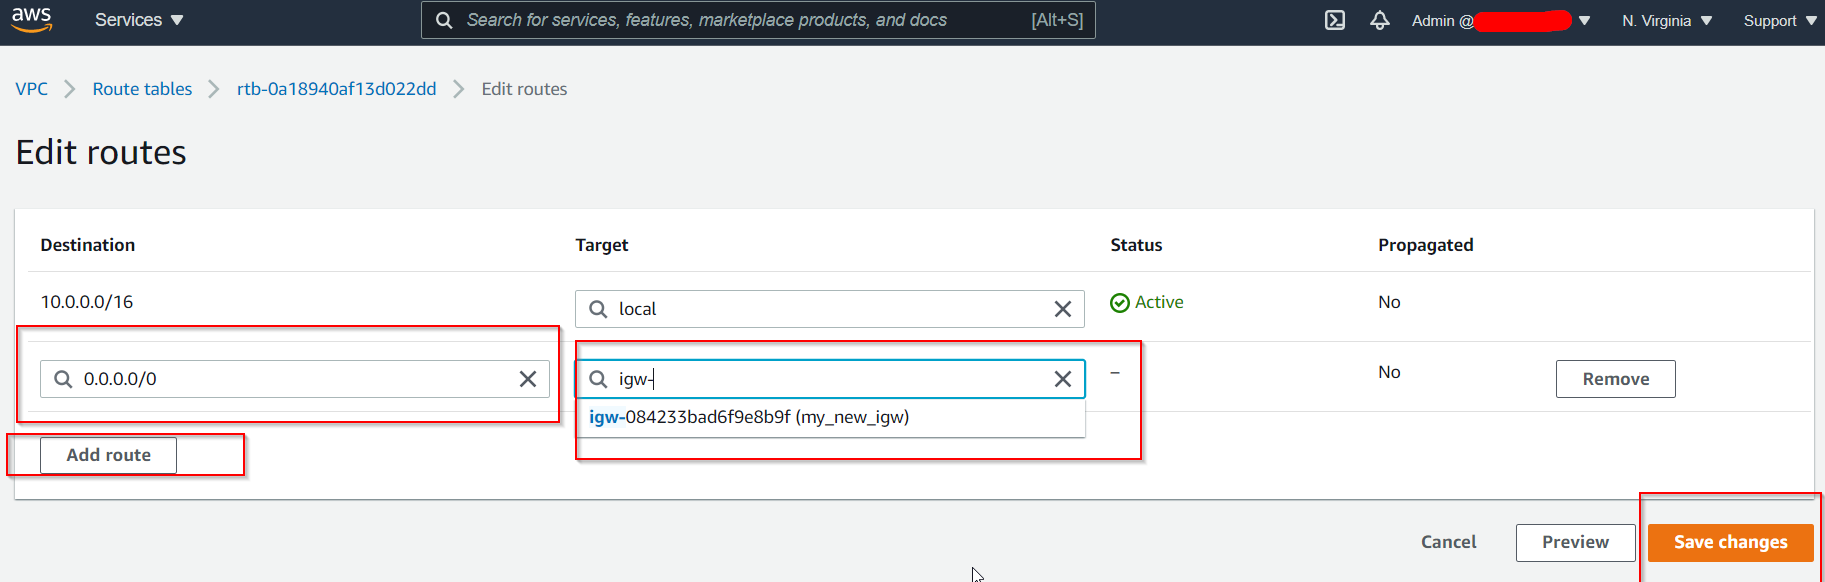 aws Services Search for services, features, marketplace products, and docs [Alt+S] Admin @ N. Virginia Support
VPC Route tables rtb-0a18940af13d022dd Edit routes
Edit routes
Destination Target Status Propagated
10.0.0.0/16 local Active No
0.0.0.0/0 igw- – No Remove
igw-084233bad6f9e8b9f (my_new_igw)
Add route
Cancel Preview Save changes